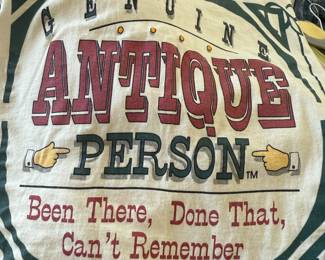 GENUINE
ANTIQUE
PERSON™
Been There, Done That,
Can't Remember